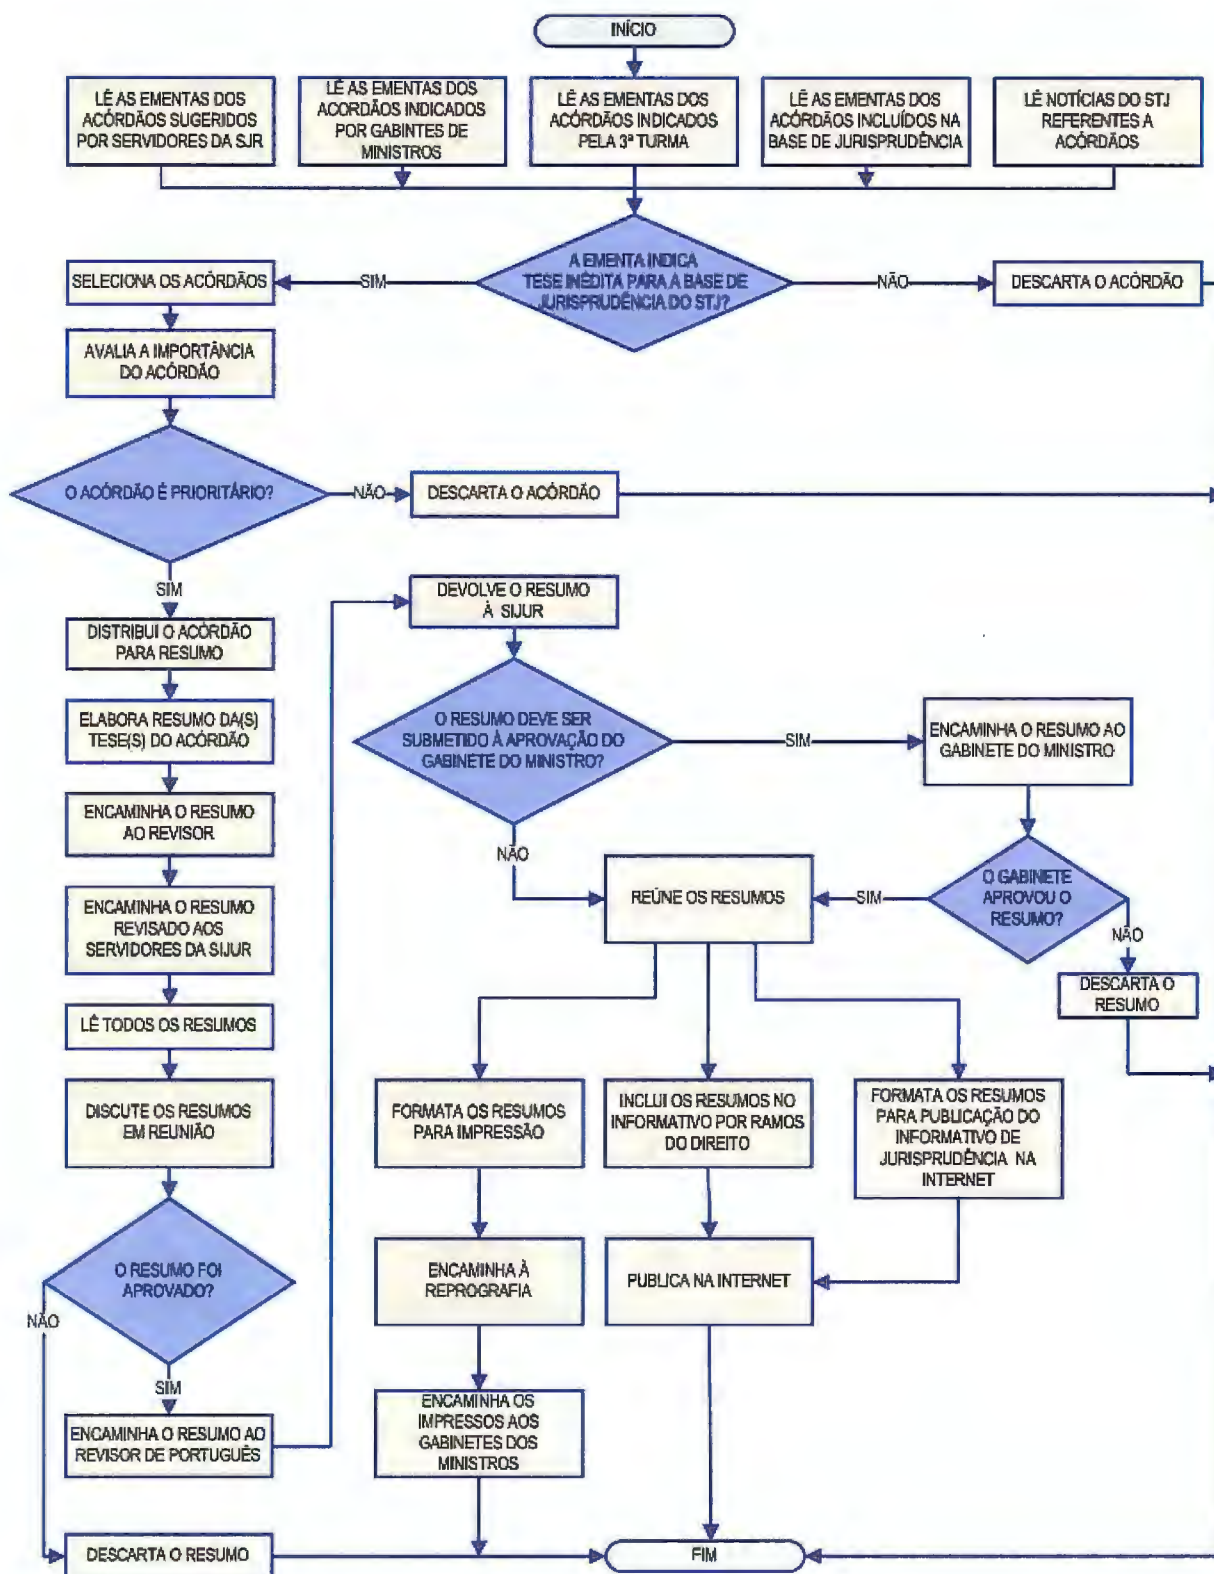 INÍCIO
LÊ AS EMENTAS DOS
ACÓRDÃOS SUGERIDOS
POR SERVIDORES DA SJR
LÊ AS EMENTAS DOS
ACORDÃOS INDICADOS
POR GABINTES DE
MINISTROS
LÊ AS EMENTAS DOS
ACÓRDÃOS INDICADOS
PELA 3ª TURMA
LÊ AS EMENTAS DOS
ACÓRDÃOS INCLUÍDOS NA
BASE DE JURISPRUDÊNCIA
LÊ NOTÍCIAS DO STJ
REFERENTES A
ACÓRDÃOS
A EMENTA INDICA
TESE INÉDITA PARA A BASE DE
JURISPRUDÊNCIA DO STJ?
SIM
NÃO
SELECIONA OS ACÓRDÃOS
DESCARTA O ACÓRDÃO
AVALIA A IMPORTÂNCIA
DO ACÓRDÃO
O ACÓRDÃO É PRIORITÁRIO?
NÃO
DESCARTA O ACÓRDÃO
SIM
DISTRIBUI O ACÓRDÃO
PARA RESUMO
ELABORA RESUMO DA(S)
TESE(S) DO ACÓRDÃO
ENCAMINHA O RESUMO
AO REVISOR
ENCAMINHA O RESUMO
REVISADO AOS
SERVIDORES DA SIJUR
LÊ TODOS OS RESUMOS
DISCUTE OS RESUMOS
EM REUNIÃO
O RESUMO FOI
APROVADO?
NÃO
SIM
ENCAMINHA O RESUMO AO
REVISOR DE PORTUGUÊS
DESCARTA O RESUMO
DEVOLVE O RESUMO
À SIJUR
O RESUMO DEVE SER
SUBMETIDO À APROVAÇÃO DO
GABINETE DO MINISTRO?
SIM
NÃO
ENCAMINHA O RESUMO AO
GABINETE DO MINISTRO
O GABINETE
APROVOU O
RESUMO?
SIM
NÃO
DESCARTA O
RESUMO
REÚNE OS RESUMOS
FORMATA OS RESUMOS
PARA IMPRESSÃO
INCLUI OS RESUMOS NO
INFORMATIVO POR RAMOS
DO DIREITO
FORMATA OS RESUMOS
PARA PUBLICAÇÃO DO
INFORMATIVO DE
JURISPRUDÊNCIA NA
INTERNET
ENCAMINHA À
REPROGRAFIA
PUBLICA NA INTERNET
ENCAMINHA OS
IMPRESSOS AOS
GABINETES DOS
MINISTROS
FIM